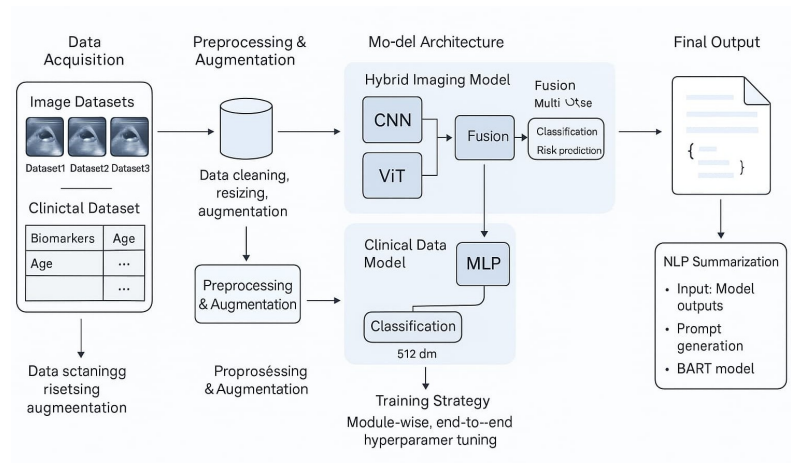 Data
Acquisition
Image Datasets
Dataset1 Dataset2 Dataset3
Clinictal Dataset
Biomarkers Age
Age ...
...
Data sctaningg
risetsing
augmeentation
Preprocessing &
Augmentation
Data cleaning,
resizing,
augmentation
Preprocessing
& Augmentation
Proproséssing
& Augmentation
Mo-del Architecture
Hybrid Imaging Model
CNN
ViT
Fusion
Fusion
Multi
Classification
Risk prediction
Clinical Data
Model
MLP
Classification
512 dm
Training Strategy
Module-wise, end-to--end
hyperparamer tuning
Final Output
{
}
NLP Summarization
• Input: Model
outputs
• Prompt
generation
• BART model